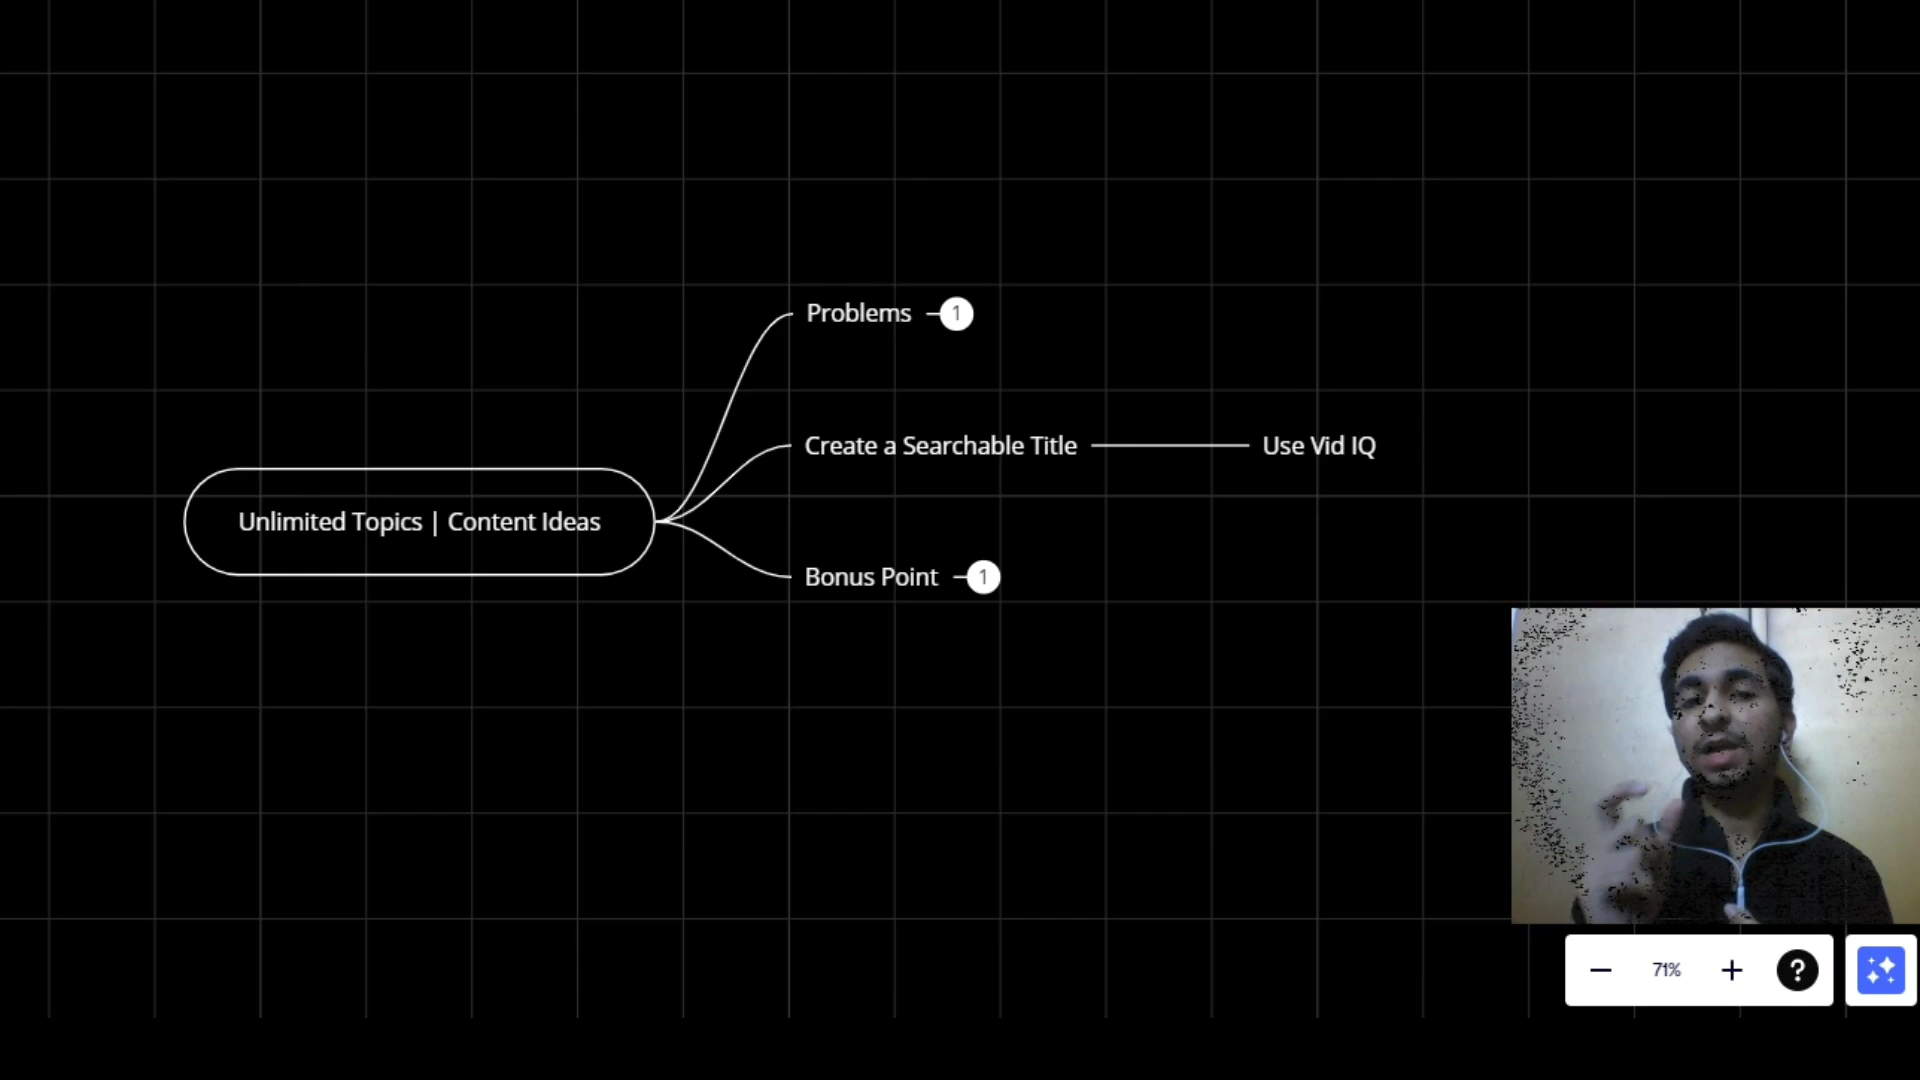 Problems 1
Create a Searchable Title Use Vid IQ
Unlimited Topics | Content Ideas
Bonus Point 1
71% ?